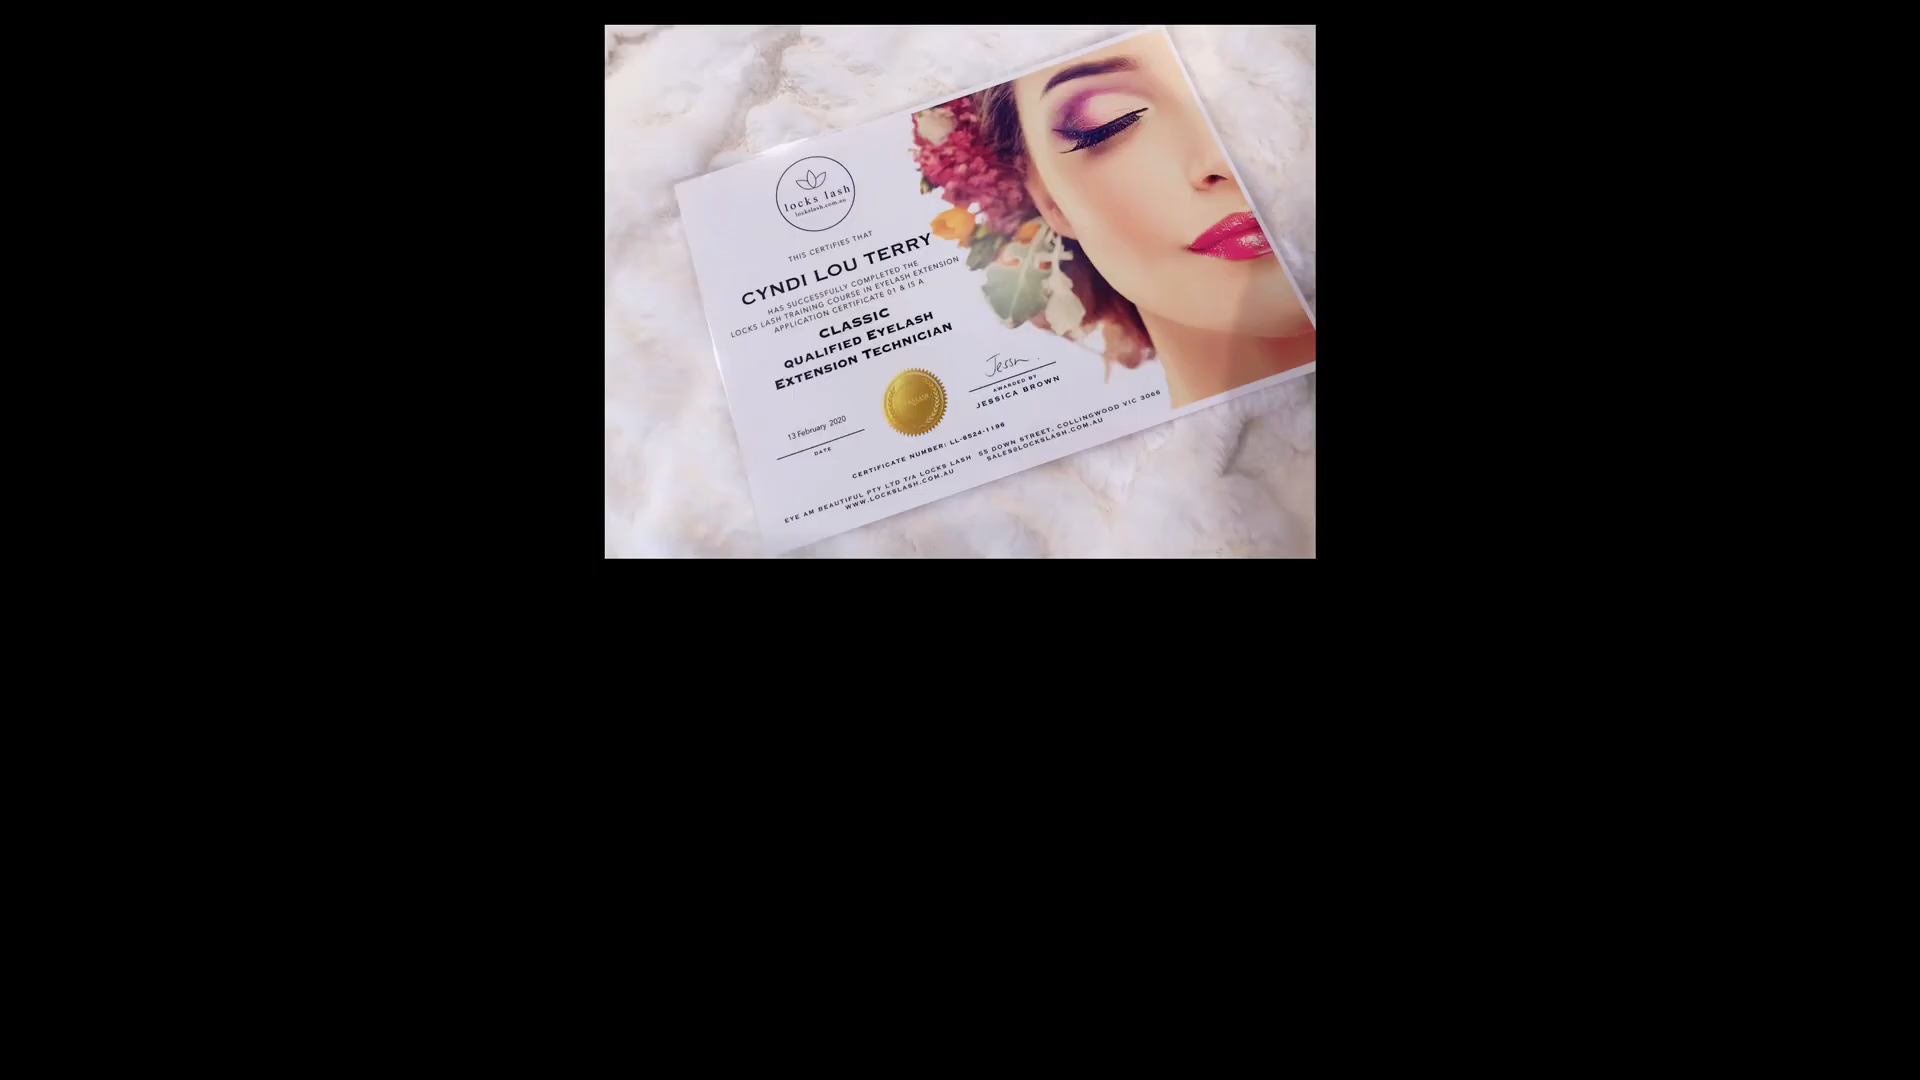 locks lash
lockslash.com.au
THIS CERTIFIES THAT
CYNDI LOU TERRY
HAS SUCCESSFULLY COMPLETED THE
LOCKS LASH TRAINING COURSE IN EYELASH EXTENSION
APPLICATION CERTIFICATE 01 & IS A
CLASSIC
QUALIFIED EYELASH
EXTENSION TECHNICIAN
Jessn.
AWARDED BY
JESSICA BROWN
13 February 2020
DATE
CERTIFICATE NUMBER: LL-6524-1196
EYE AM BEAUTIFUL PTY LTD T/A LOCKS LASH 55 DOWN STREET, COLLINGWOOD VIC 3066
WWW.LOCKSLASH.COM.AU SALES@LOCKSLASH.COM.AU